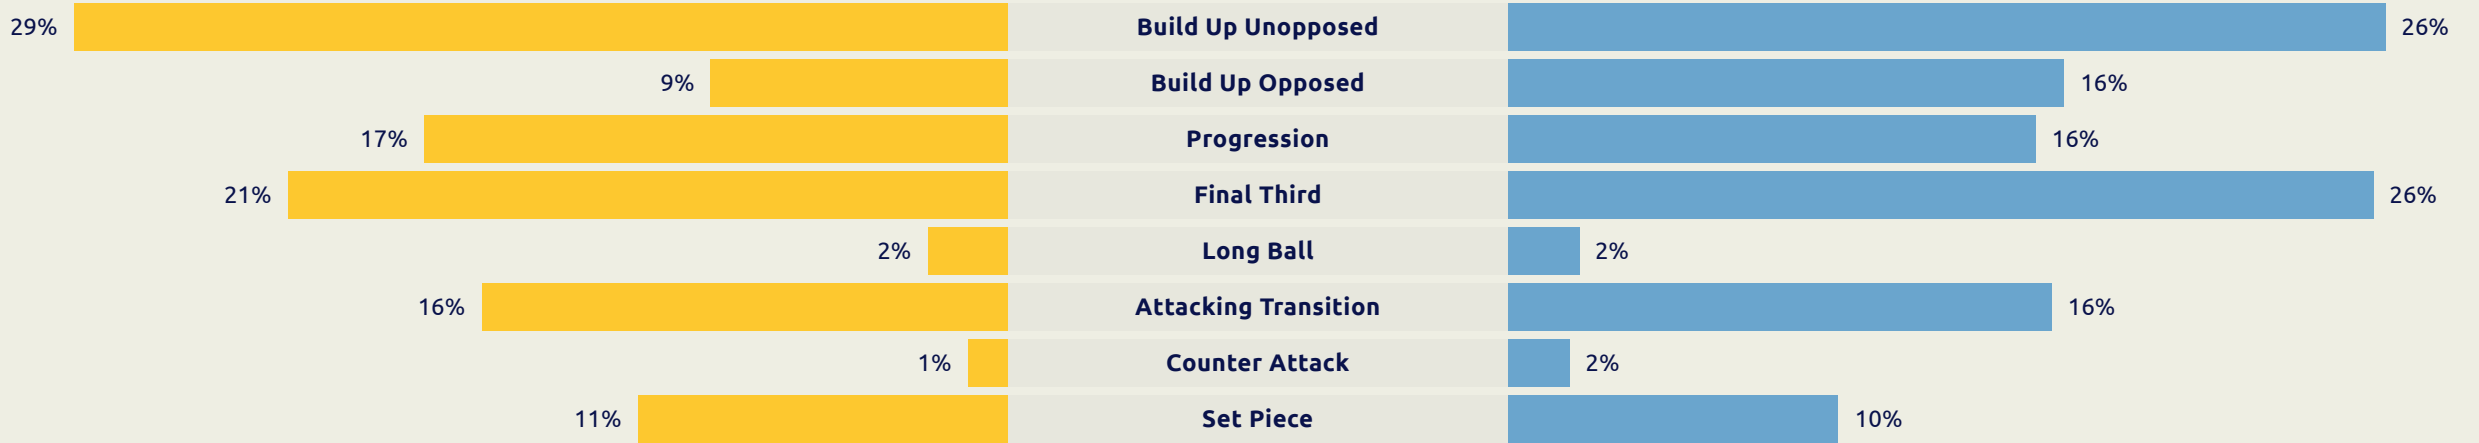 29% Build Up Unopposed 26%
9% Build Up Opposed 16%
17% Progression 16%
21% Final Third 26%
2% Long Ball 2%
16% Attacking Transition 16%
1% Counter Attack 2%
11% Set Piece 10%